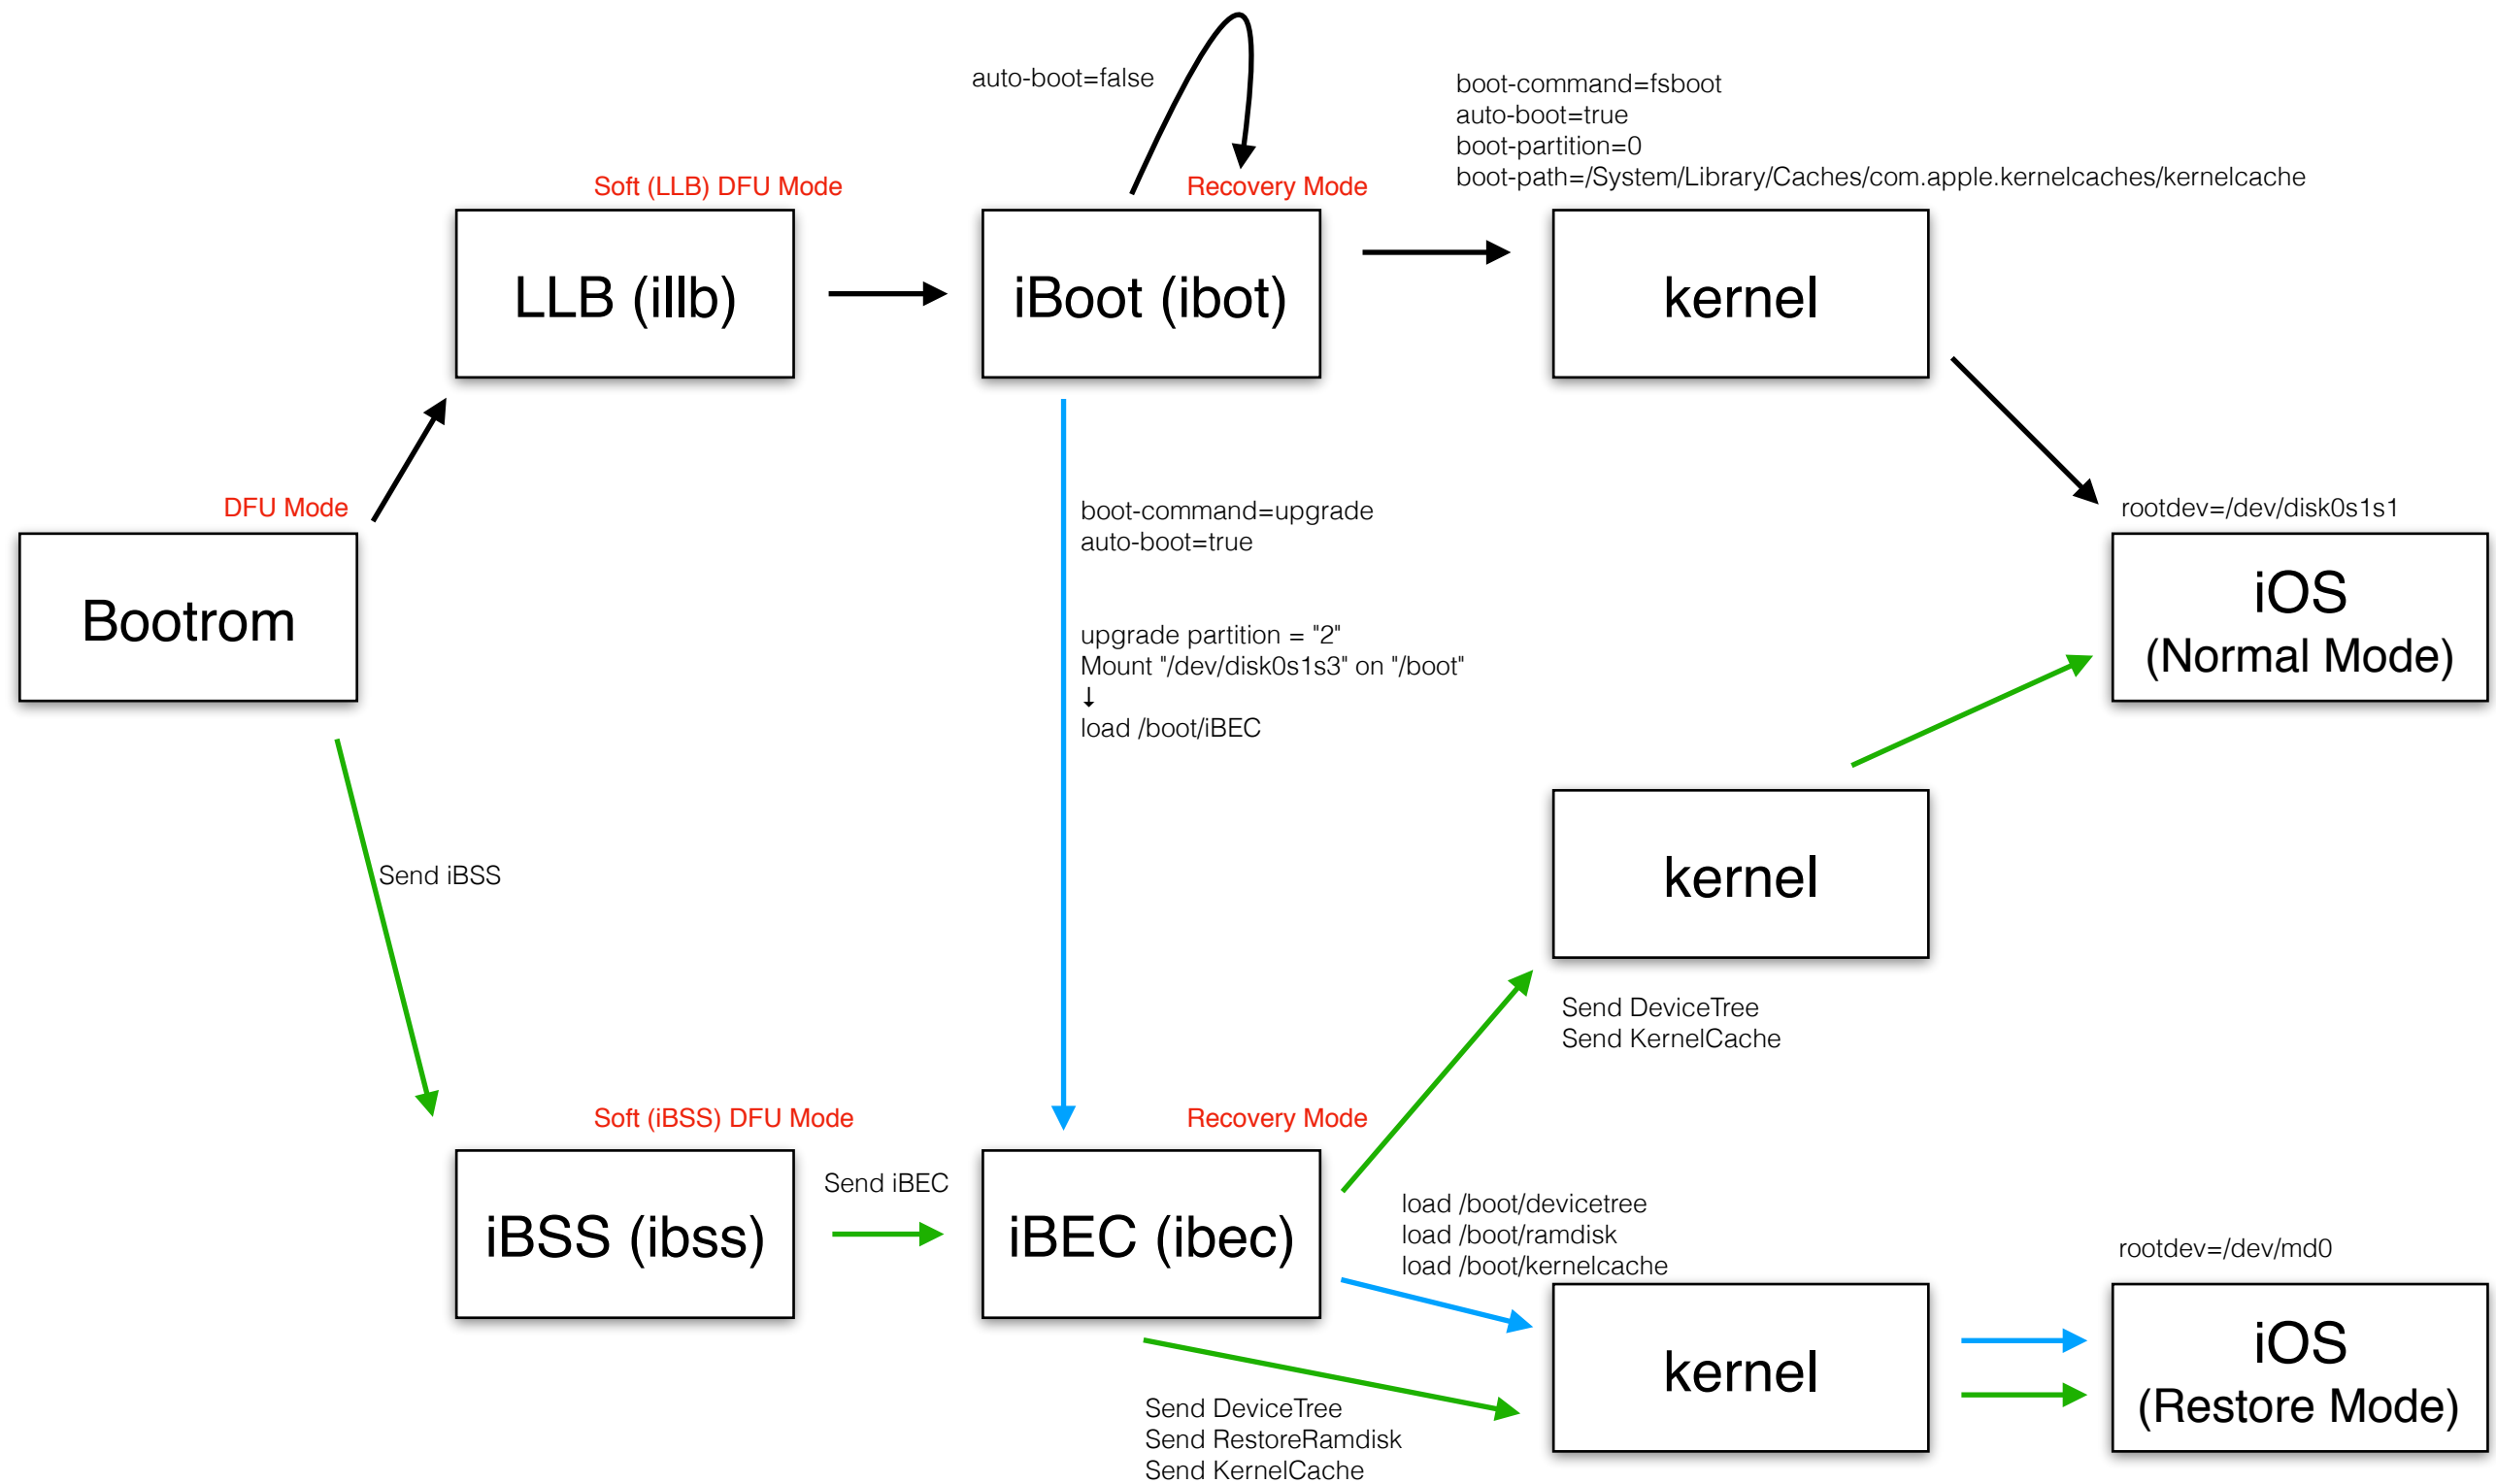 auto-boot=false
boot-command=fsboot
auto-boot=true
boot-partition=0
boot-path=/System/Library/Caches/com.apple.kernelcaches/kernelcache
Soft (LLB) DFU Mode
Recovery Mode
LLB (illb)
iBoot (ibot)
kernel
DFU Mode
Bootrom
boot-command=upgrade
auto-boot=true
upgrade partition = "2"
Mount "/dev/disk0s1s3" on "/boot"
↓
load /boot/iBEC
rootdev=/dev/disk0s1s1
iOS
(Normal Mode)
Send iBSS
kernel
Send DeviceTree
Send KernelCache
Soft (iBSS) DFU Mode
Recovery Mode
iBSS (ibss)
Send iBEC
iBEC (ibec)
load /boot/devicetree
load /boot/ramdisk
load /boot/kernelcache
Send DeviceTree
Send RestoreRamdisk
Send KernelCache
kernel
rootdev=/dev/md0
iOS
(Restore Mode)